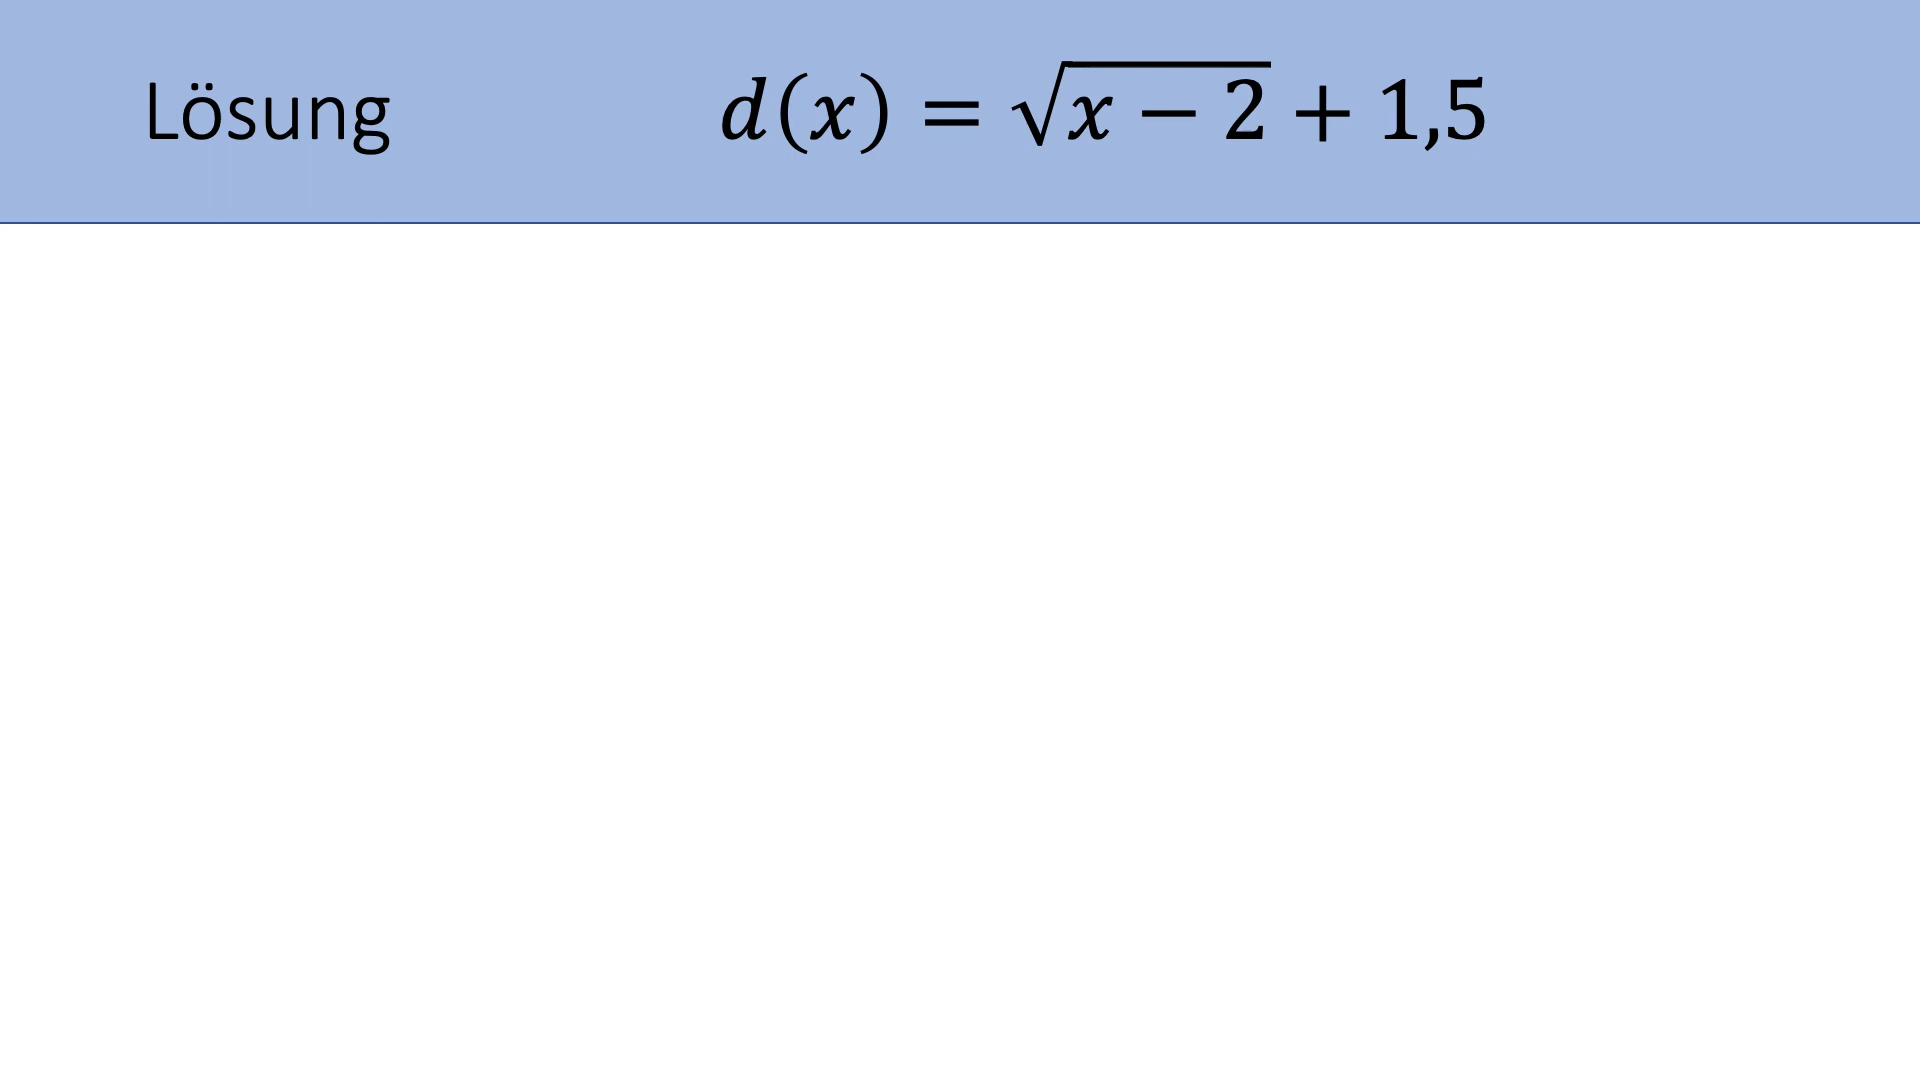 Lösung
d(x) = √(x − 2) + 1,5